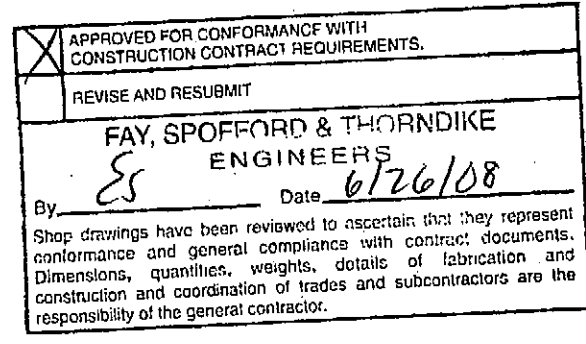 X APPROVED FOR CONFORMANCE WITH
CONSTRUCTION CONTRACT REQUIREMENTS.
REVISE AND RESUBMIT
FAY, SPOFFORD & THORNDIKE
ENGINEERS
By ES Date 6/26/08
Shop drawings have been reviewed to ascertain that they represent
conformance and general compliance with contract documents.
Dimensions, quantities, weights, details of fabrication and
construction and coordination of trades and subcontractors are the
responsibility of the general contractor.